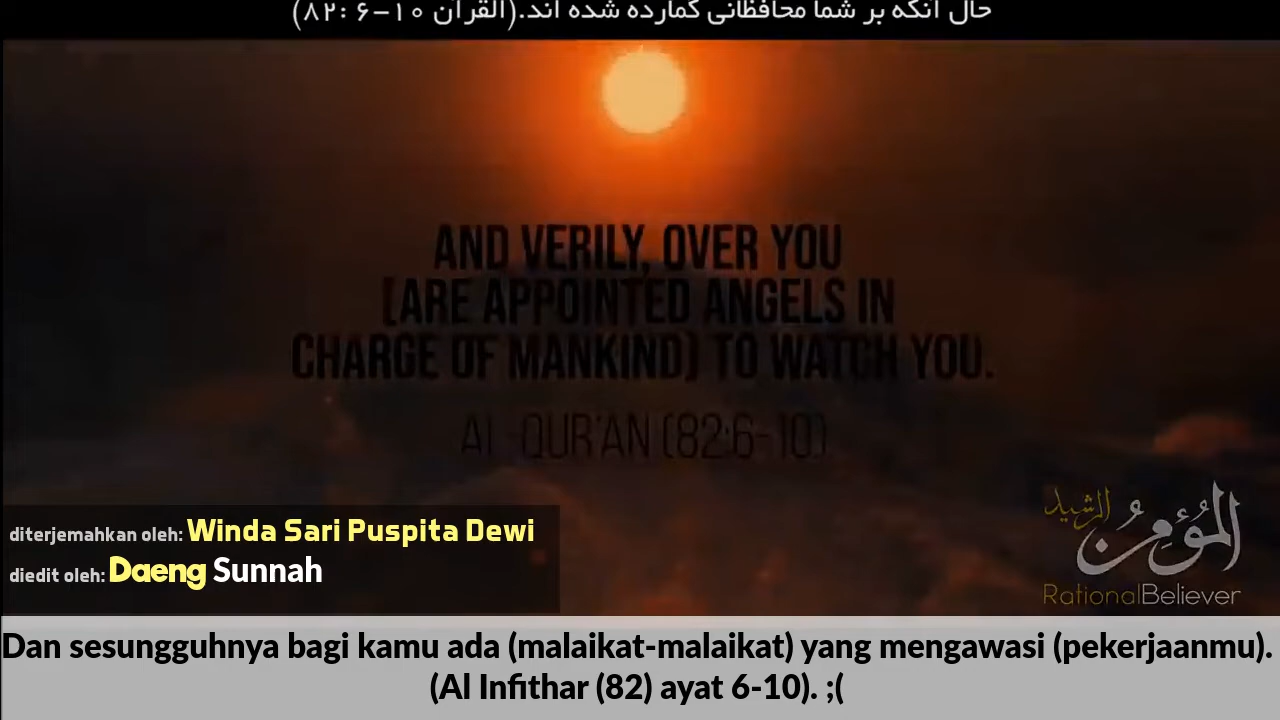 حال آنکه بر شما محافظانی گمارده شده اند.(القرآن ۱۰-۶ :۸۲)
AND VERILY, OVER YOU
[ARE APPOINTED ANGELS IN
CHARGE OF MANKIND) TO WATCH YOU.
AL-QUR'AN (82:6-10)
المؤمن الرشيد
RationalBeliever
diterjemahkan oleh: Winda Sari Puspita Dewi
diedit oleh: Daeng Sunnah
Dan sesungguhnya bagi kamu ada (malaikat-malaikat) yang mengawasi (pekerjaanmu).
(Al Infithar (82) ayat 6-10). ;(